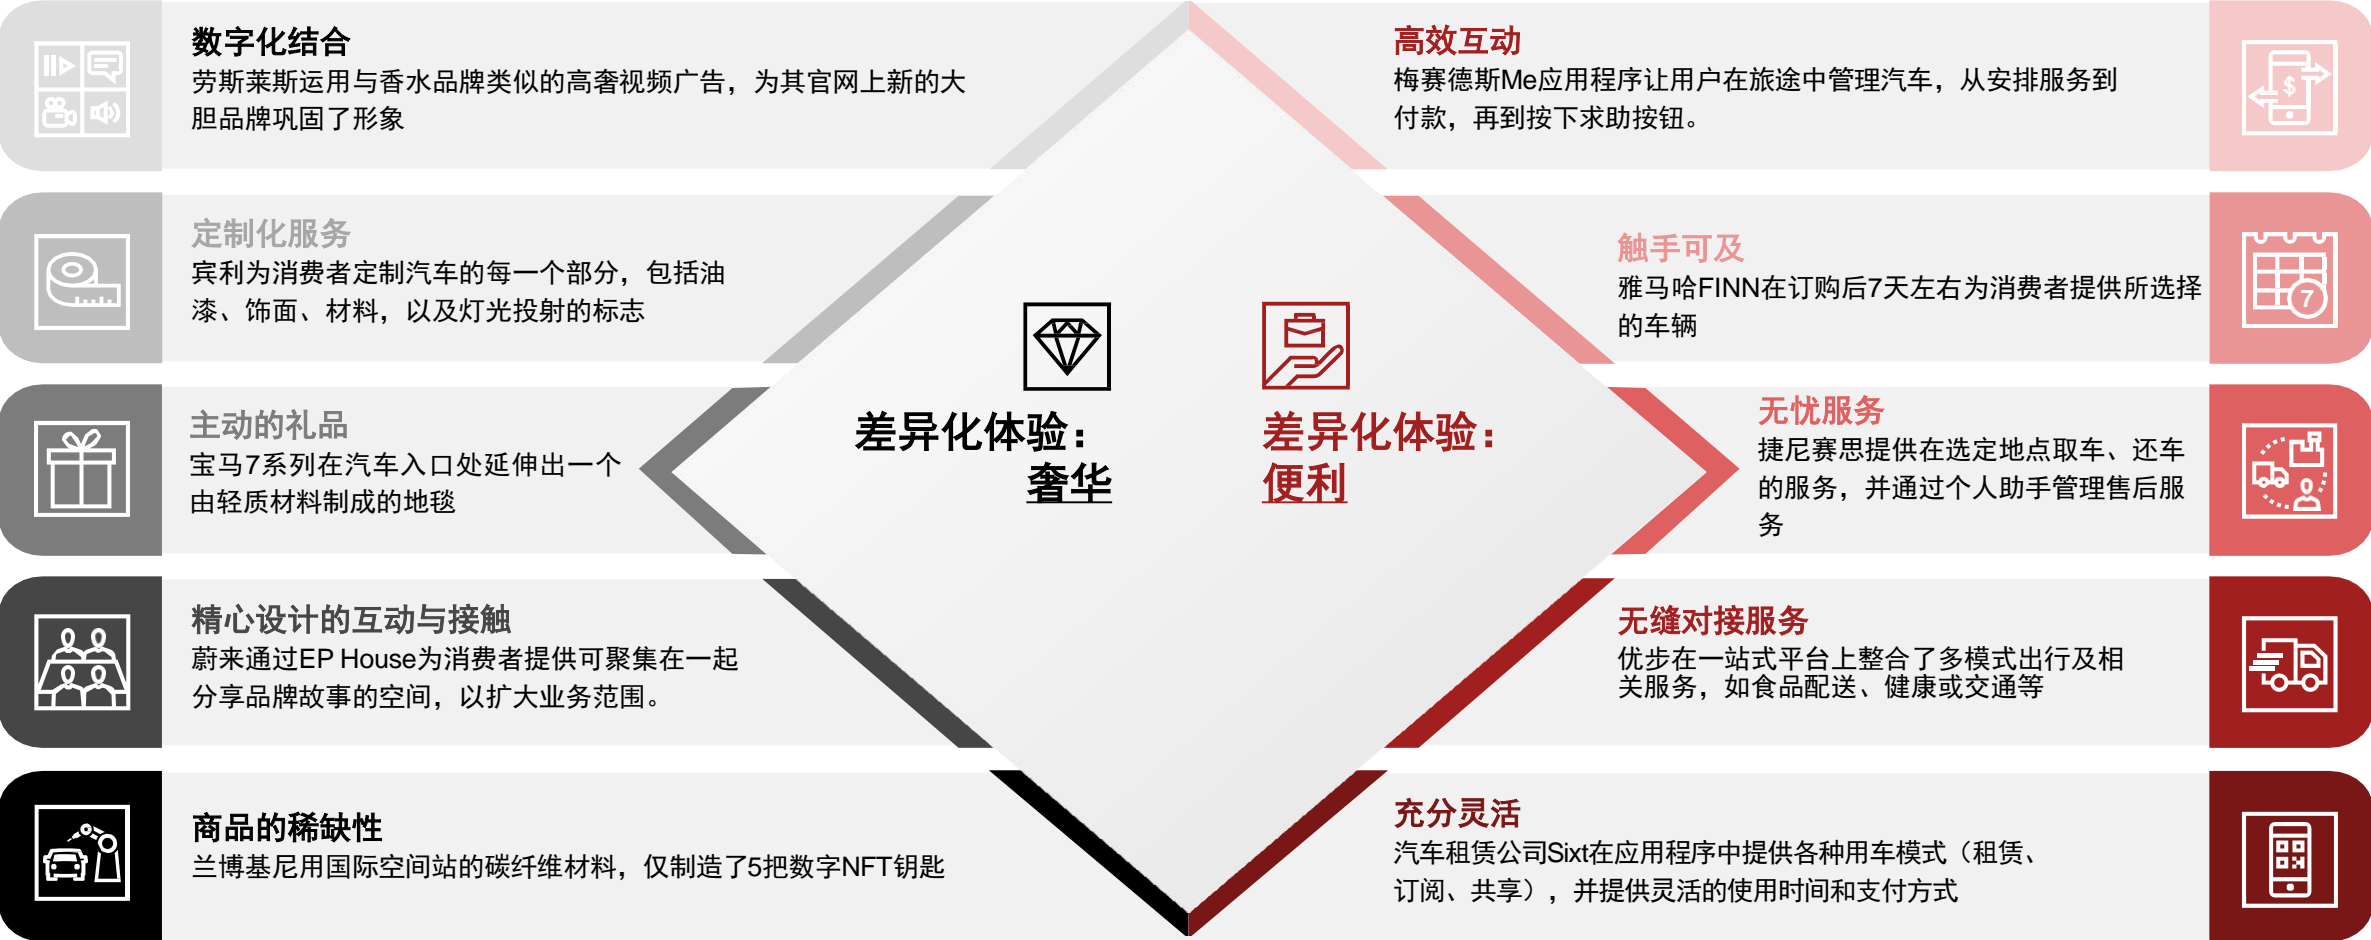 数字化结合
劳斯莱斯运用与香水品牌类似的高奢视频广告，为其官网上新的大
胆品牌巩固了形象
定制化服务
宾利为消费者定制汽车的每一个部分，包括油
漆、饰面、材料，以及灯光投射的标志
主动的礼品
宝马7系列在汽车入口处延伸出一个
由轻质材料制成的地毯
精心设计的互动与接触
蔚来通过EP House为消费者提供可聚集在一起
分享品牌故事的空间，以扩大业务范围。
商品的稀缺性
兰博基尼用国际空间站的碳纤维材料，仅制造了5把数字NFT钥匙
差异化体验：
奢华
差异化体验：
便利
高效互动
梅赛德斯Me应用程序让用户在旅途中管理汽车，从安排服务到
付款，再到按下求助按钮。
$
触手可及
雅马哈FINN在订购后7天左右为消费者提供所选择
的车辆
7
无忧服务
捷尼赛思提供在选定地点取车、还车
的服务，并通过个人助手管理售后服
务
无缝对接服务
优步在一站式平台上整合了多模式出行及相
关服务，如食品配送、健康或交通等
充分灵活
汽车租赁公司Sixt在应用程序中提供各种用车模式（租赁、
订阅、共享），并提供灵活的使用时间和支付方式